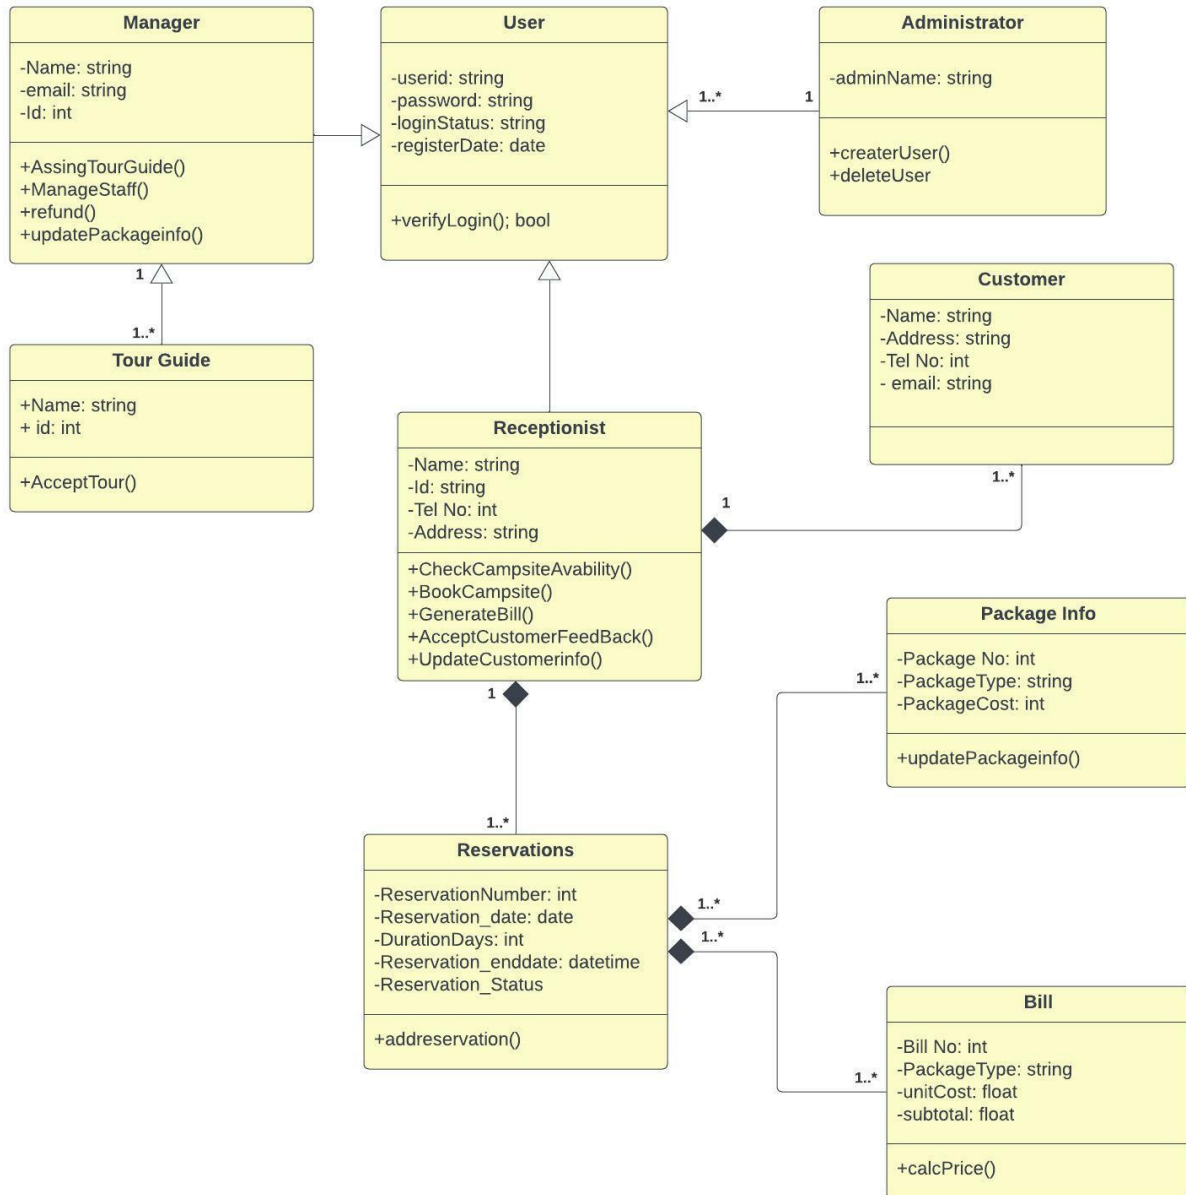 Manager
-Name: string
-email: string
-Id: int
+AssingTourGuide()
+ManageStaff()
+refund()
+updatePackageinfo()
User
-userid: string
-password: string
-loginStatus: string
-registerDate: date
+verifyLogin(); bool
1..*
1
Administrator
-adminName: string
+createrUser()
+deleteUser
1
1..*
Tour Guide
+Name: string
+ id: int
+AcceptTour()
Customer
-Name: string
-Address: string
-Tel No: int
- email: string
1..*
1
Receptionist
-Name: string
-Id: string
-Tel No: int
-Address: string
+CheckCampsiteAvability()
+BookCampsite()
+GenerateBill()
+AcceptCustomerFeedBack()
+UpdateCustomerinfo()
1
1..*
Package Info
-Package No: int
-PackageType: string
-PackageCost: int
+updatePackageinfo()
1..*
Reservations
-ReservationNumber: int
-Reservation_date: date
-DurationDays: int
-Reservation_enddate: datetime
-Reservation_Status
+addreservation()
1..*
1..*
1..*
Bill
-Bill No: int
-PackageType: string
-unitCost: float
-subtotal: float
+calcPrice()